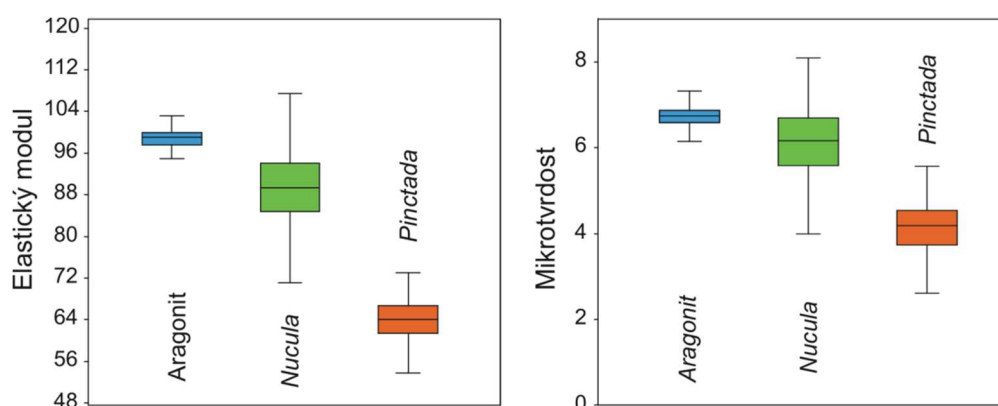 Elastický modul
120
112
104
96
88
80
72
64
56
48
Aragonit
Nucula
Pinctada
Mikrotvrdost
8
6
4
2
0
Aragonit
Nucula
Pinctada